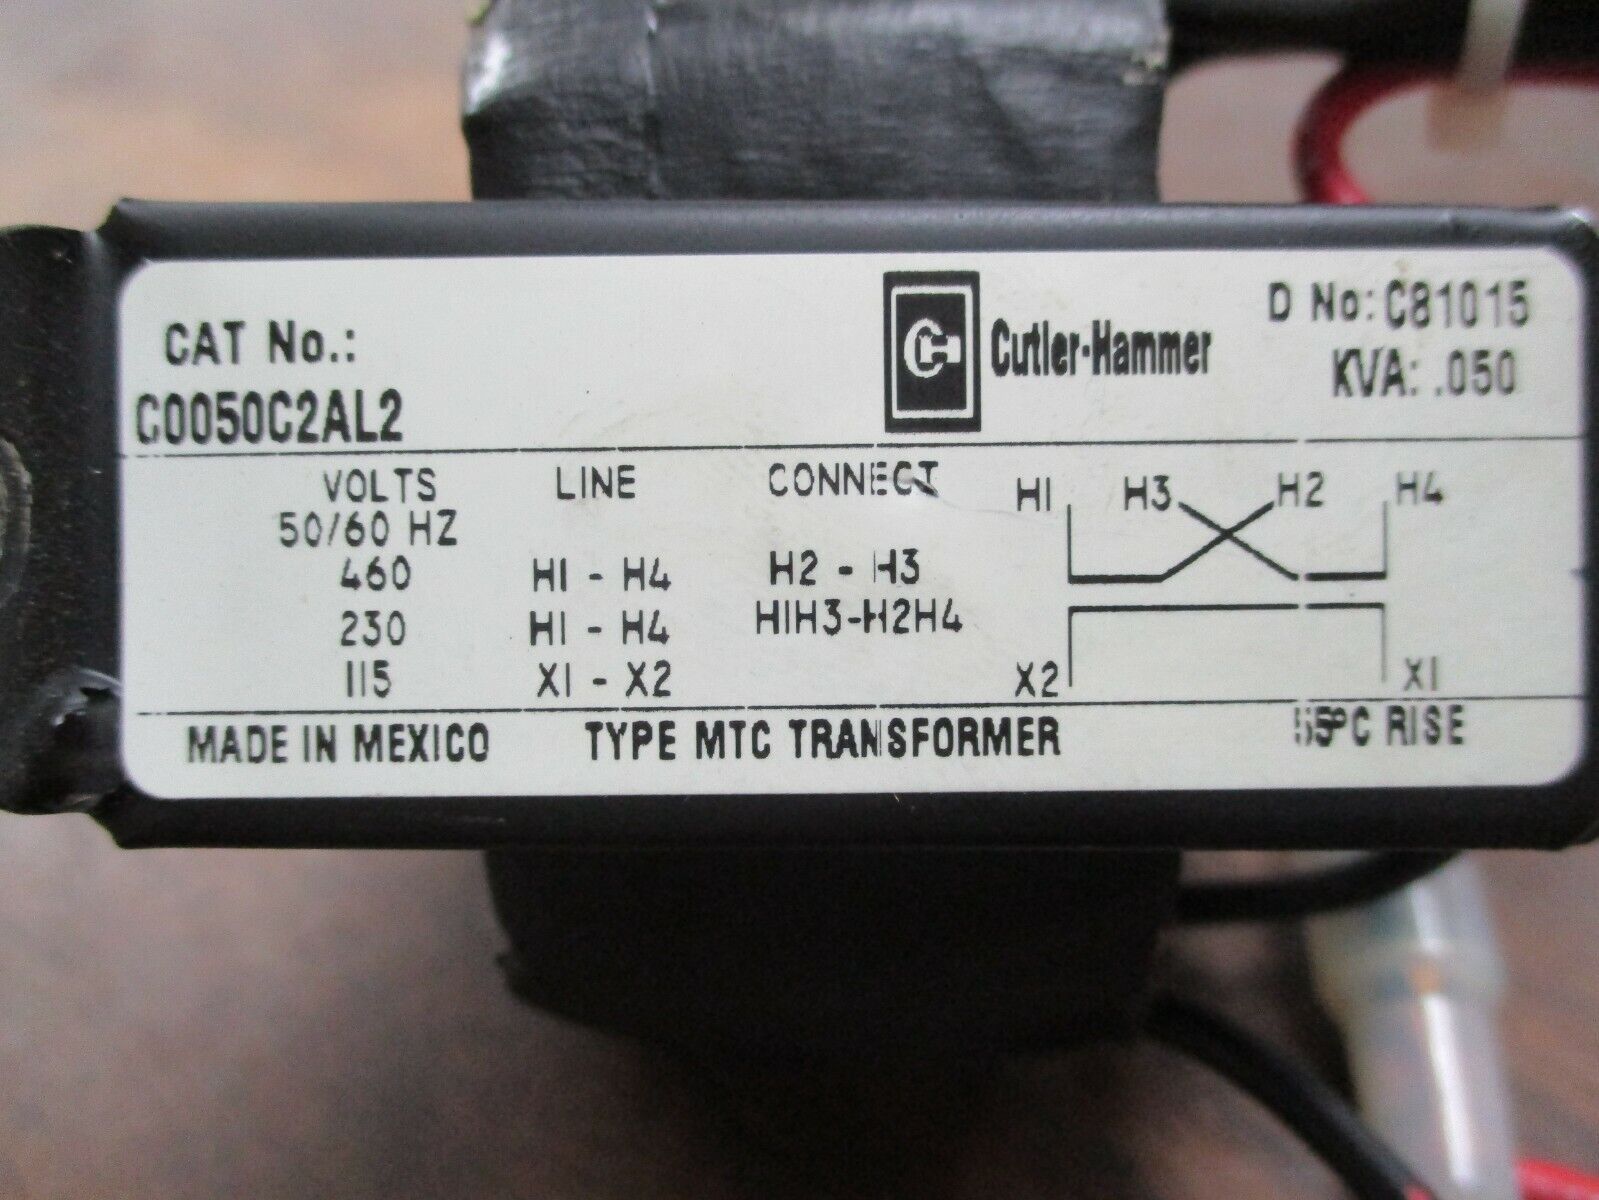 CAT No.:
C0050C2AL2
Cutler-Hammer
D No: C81015
KVA: .050
VOLTS LINE CONNECT
50/60 HZ
460 H1 - H4 H2 - H3
230 H1 - H4 H1H3-H2H4
115 X1 - X2
H1 H3 H2 H4
X2 X1
MADE IN MEXICO TYPE MTC TRANSFORMER 55°C RISE